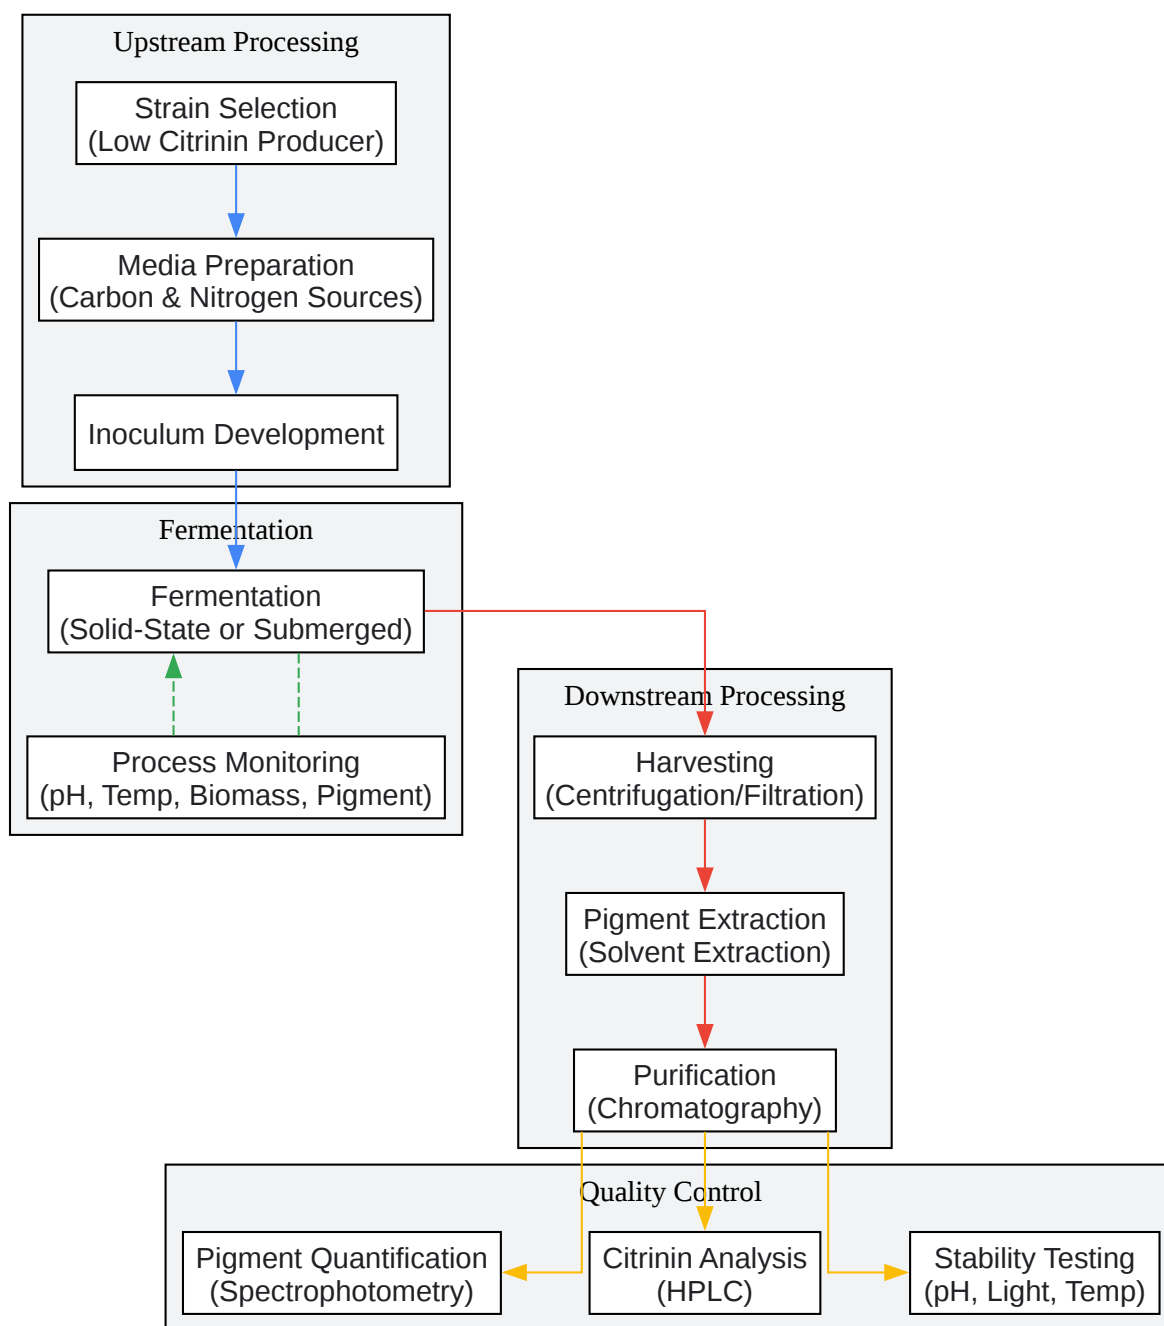 Upstream Processing
Strain Selection
(Low Citrinin Producer)
Media Preparation
(Carbon & Nitrogen Sources)
Inoculum Development
Fermentation
Fermentation
(Solid-State or Submerged)
Process Monitoring
(pH, Temp, Biomass, Pigment)
Downstream Processing
Harvesting
(Centrifugation/Filtration)
Pigment Extraction
(Solvent Extraction)
Purification
(Chromatography)
Quality Control
Pigment Quantification
(Spectrophotometry)
Citrinin Analysis
(HPLC)
Stability Testing
(pH, Light, Temp)